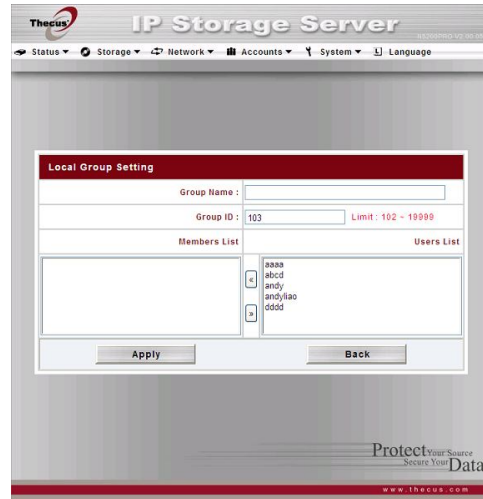 Thecus
IP Storage Server
Status Storage Network Accounts System Language
Local Group Setting
Group Name :
Group ID : 103 Limit : 102 ~ 19999
Members List Users List
«
»
aaaa
abcd
andy
andyliao
dddd
Apply Back
Protect Your Source
Secure Your Data
www.thecus.com